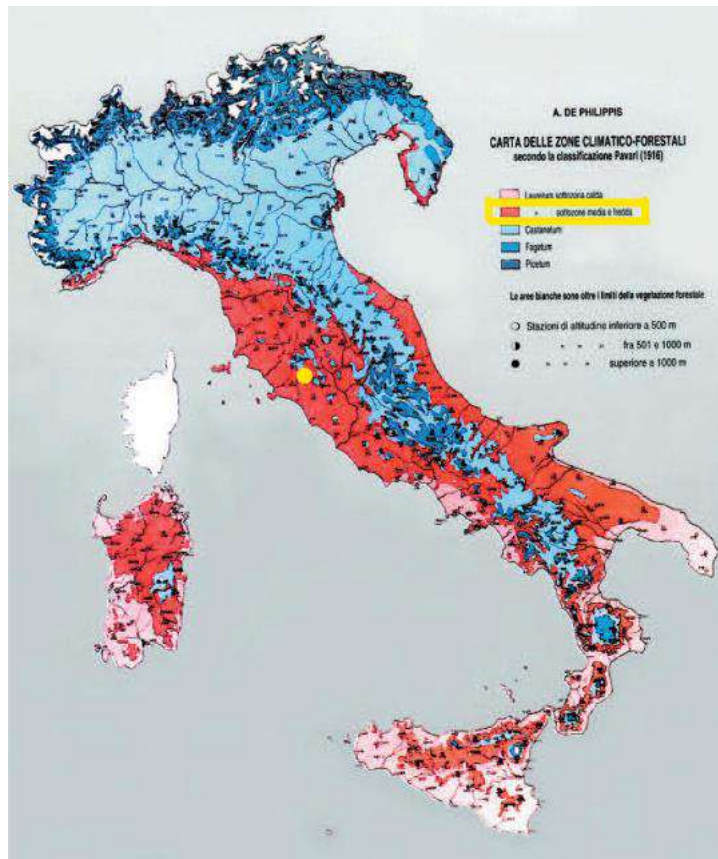 A. DE PHILIPPIS
CARTA DELLE ZONE CLIMATICO-FORESTALI
secondo la classificazione Pavari (1916)
Lauretum sottozona calda
" sottozone media e fredda
Castanetum
Fagetum
Picetum
Le aree bianche sono oltre i limiti della vegetazione forestale
Stazioni di altitudine inferiore a 500 m
" " " fra 501 e 1000 m
" " " superiore a 1000 m